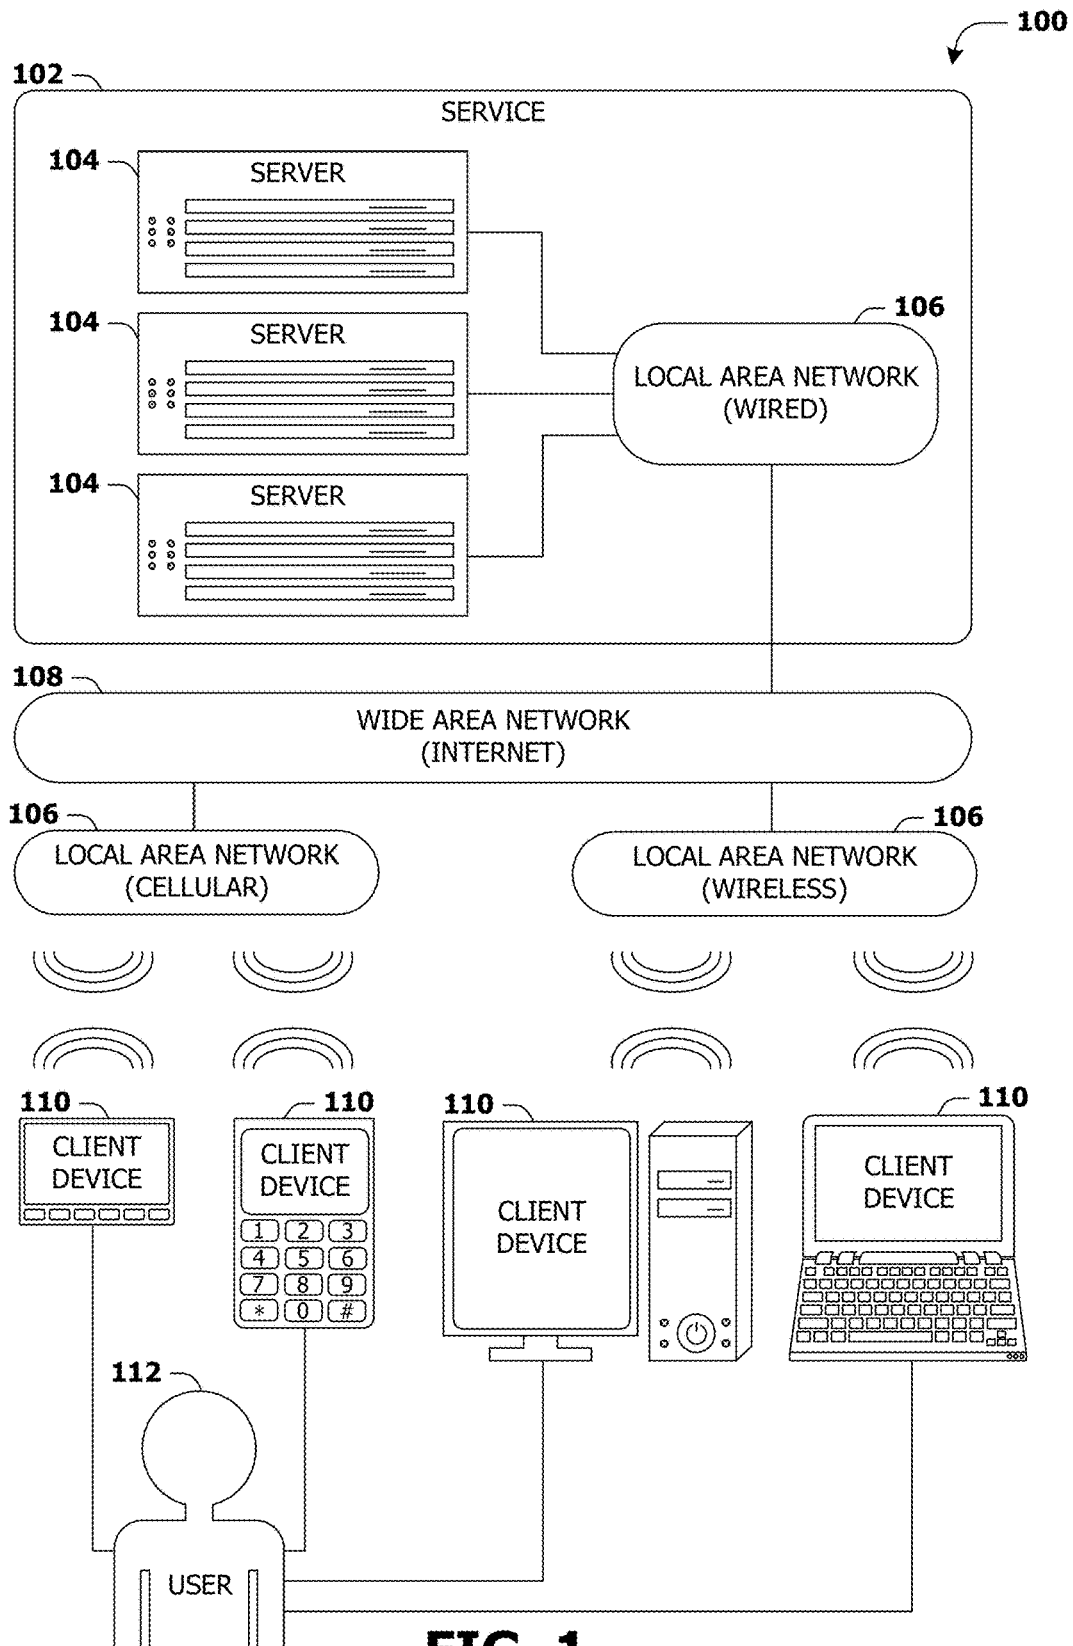 100
102
SERVICE
104
SERVER
104
SERVER
106
LOCAL AREA NETWORK
(WIRED)
104
SERVER
108
WIDE AREA NETWORK
(INTERNET)
106
LOCAL AREA NETWORK
(CELLULAR)
106
LOCAL AREA NETWORK
(WIRELESS)
110
CLIENT
DEVICE
110
CLIENT
DEVICE
1 2 3
4 5 6
7 8 9
* 0 #
110
CLIENT
DEVICE
110
CLIENT
DEVICE
112
USER
FIG. 1